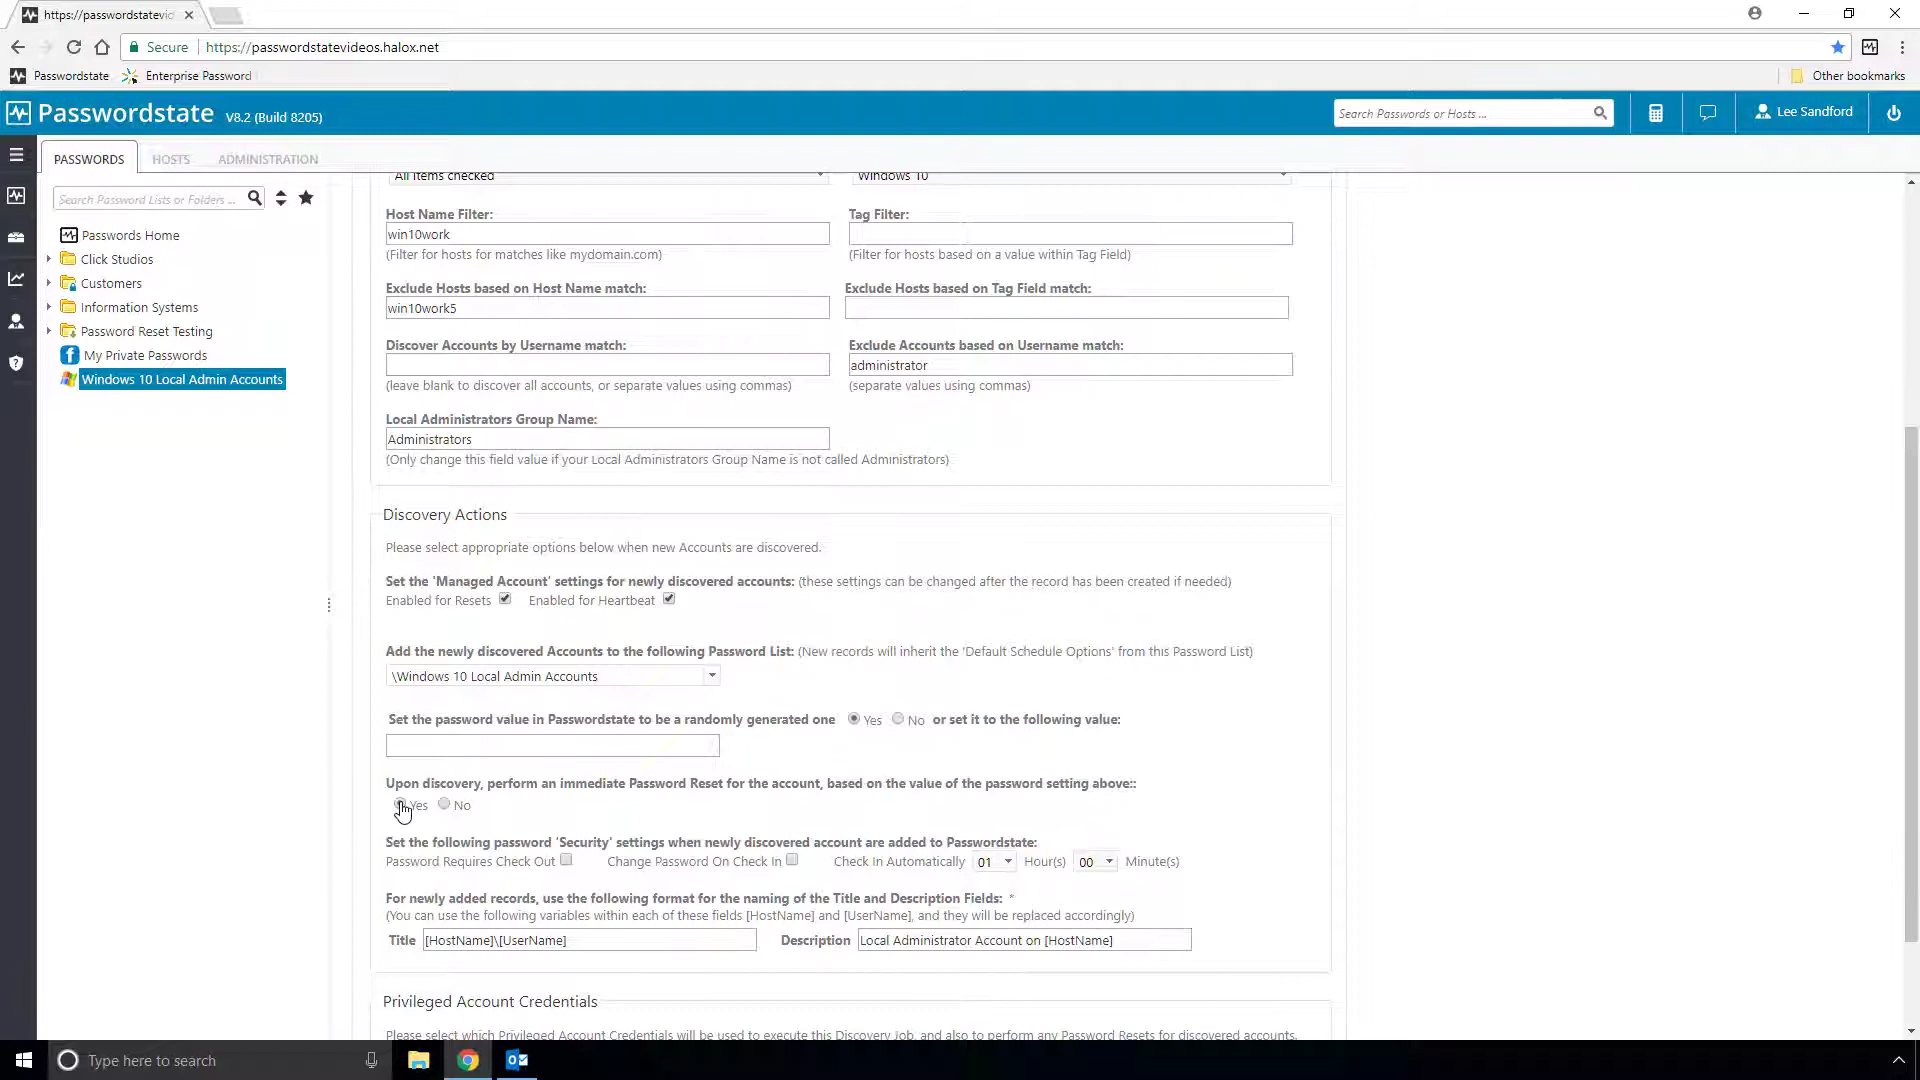 https://passwordstatevid
Secure https://passwordstatevideos.halox.net
Passwordstate Enterprise Password Other bookmarks
Passwordstate V8.2 (Build 8205) Search Passwords or Hosts ... Lee Sandford
PASSWORDS HOSTS ADMINISTRATION
Search Password Lists or Folders ...
Passwords Home
Click Studios
Customers
Information Systems
Password Reset Testing
My Private Passwords
Windows 10 Local Admin Accounts
All items checked Windows 10
Host Name Filter: Tag Filter:
win10work
(Filter for hosts for matches like mydomain.com) (Filter for hosts based on a value within Tag Field)
Exclude Hosts based on Host Name match: Exclude Hosts based on Tag Field match:
win10work5
Discover Accounts by Username match: Exclude Accounts based on Username match:
administrator
(leave blank to discover all accounts, or separate values using commas) (separate values using commas)
Local Administrators Group Name:
Administrators
(Only change this field value if your Local Administrators Group Name is not called Administrators)
Discovery Actions
Please select appropriate options below when new Accounts are discovered.
Set the 'Managed Account' settings for newly discovered accounts: (these settings can be changed after the record has been created if needed)
Enabled for Resets Enabled for Heartbeat
Add the newly discovered Accounts to the following Password List: (New records will inherit the 'Default Schedule Options' from this Password List)
\Windows 10 Local Admin Accounts
Set the password value in Passwordstate to be a randomly generated one Yes No or set it to the following value:
Upon discovery, perform an immediate Password Reset for the account, based on the value of the password setting above::
Yes No
Set the following password 'Security' settings when newly discovered account are added to Passwordstate:
Password Requires Check Out Change Password On Check In Check In Automatically 01 Hour(s) 00 Minute(s)
For newly added records, use the following format for the naming of the Title and Description Fields: *
(You can use the following variables within each of these fields [HostName] and [UserName], and they will be replaced accordingly)
Title [HostName]\[UserName] Description Local Administrator Account on [HostName]
Privileged Account Credentials
Please select which Privileged Account Credentials will be used to execute this Discovery Job, and also to perform any Password Resets for discovered accounts.
Type here to search